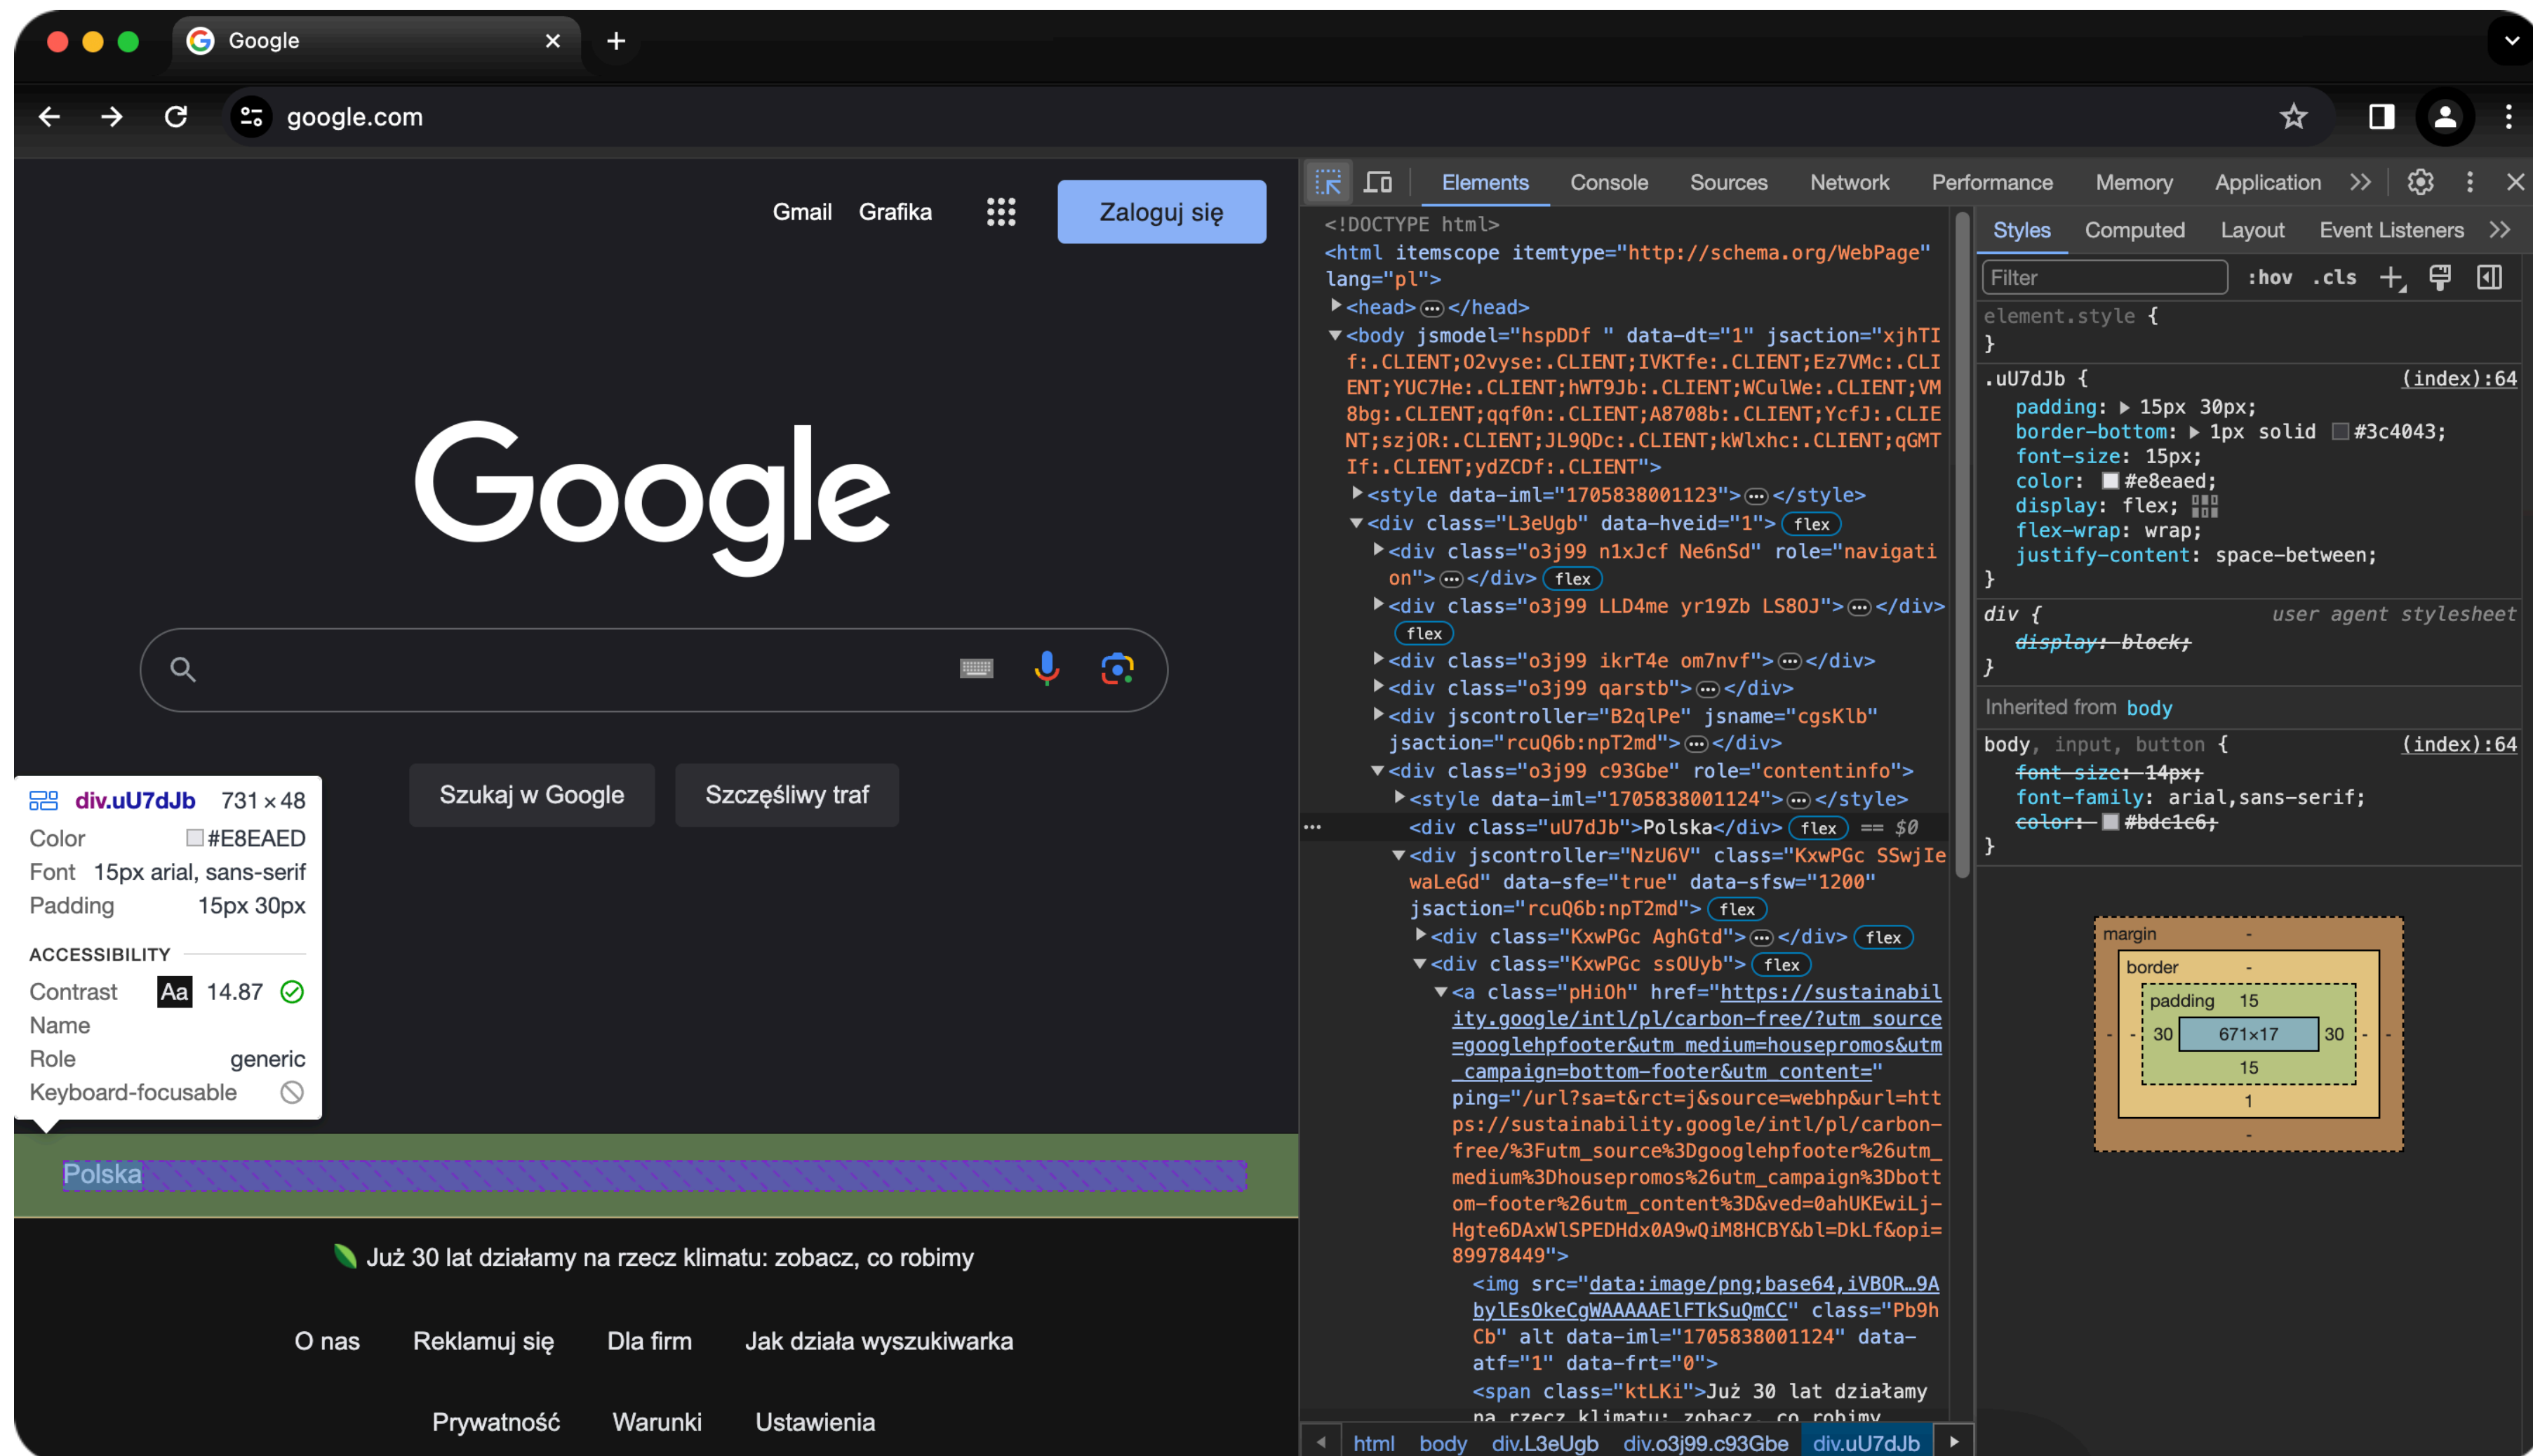 Google
google.com
Gmail Grafika Zaloguj się
Google
Szukaj w Google Szczęśliwy traf
div.uU7dJb 731 × 48
Color #E8EAED
Font 15px arial, sans-serif
Padding 15px 30px
ACCESSIBILITY
Contrast Aa 14.87
Name
Role generic
Keyboard-focusable
Polska
Już 30 lat działamy na rzecz klimatu: zobacz, co robimy
O nas Reklamuj się Dla firm Jak działa wyszukiwarka
Prywatność Warunki Ustawienia
Elements Console Sources Network Performance Memory Application
<!DOCTYPE html>
<html itemscope itemtype="http://schema.org/WebPage"
lang="pl">
<head> … </head>
<body jsmodel="hspDDf " data-dt="1" jsaction="xjhTI
f:.CLIENT;O2vyse:.CLIENT;IVKTfe:.CLIENT;Ez7VMc:.CLI
ENT;YUC7He:.CLIENT;hWT9Jb:.CLIENT;WCulWe:.CLIENT;VM
8bg:.CLIENT;qqf0n:.CLIENT;A8708b:.CLIENT;YcfJ:.CLIE
NT;szjOR:.CLIENT;JL9QDc:.CLIENT;kWlxhc:.CLIENT;qGMT
If:.CLIENT;ydZCDf:.CLIENT">
<style data-iml="1705838001123"> … </style>
<div class="L3eUgb" data-hveid="1"> flex
<div class="o3j99 n1xJcf Ne6nSd" role="navigati
on"> … </div> flex
<div class="o3j99 LLD4me yr19Zb LS8OJ"> … </div>
flex
<div class="o3j99 ikrT4e om7nvf"> … </div>
<div class="o3j99 qarstb"> … </div>
<div jscontroller="B2qlPe" jsname="cgsKlb"
jsaction="rcuQ6b:npT2md"> … </div>
<div class="o3j99 c93Gbe" role="contentinfo">
<style data-iml="1705838001124"> … </style>
… <div class="uU7dJb">Polska</div> flex == $0
<div jscontroller="NzU6V" class="KxwPGc SSwjIe
waLeGd" data-sfe="true" data-sfsw="1200"
jsaction="rcuQ6b:npT2md"> flex
<div class="KxwPGc AghGtd"> … </div> flex
<div class="KxwPGc ssOUyb"> flex
<a class="pHiOh" href="https://sustainabil
ity.google/intl/pl/carbon-free/?utm_source
=googlehpfooter&utm_medium=housepromos&utm
_campaign=bottom-footer&utm_content="
ping="/url?sa=t&rct=j&source=webhp&url=htt
ps://sustainability.google/intl/pl/carbon-
free/%3Futm_source%3Dgooglehpfooter%26utm_
medium%3Dhousepromos%26utm_campaign%3Dbott
om-footer%26utm_content%3D&ved=0ahUKEwiLj-
Hgte6DAxWlSPEDHdx0A9wQiM8HCBY&bl=DkLf&opi=
89978449">
<img src="data:image/png;base64,iVBOR…9A
bylEsOkeCgWAAAAAElFTkSuQmCC" class="Pb9h
Cb" alt data-iml="1705838001124" data-
atf="1" data-frt="0">
<span class="ktLKi">Już 30 lat działamy
na rzecz klimatu: zobacz, co robimy
html body div.L3eUgb div.o3j99.c93Gbe div.uU7dJb
Styles Computed Layout Event Listeners
Filter :hov .cls
element.style {
}
.uU7dJb { (index):64
padding: 15px 30px;
border-bottom: 1px solid #3c4043;
font-size: 15px;
color: #e8eaed;
display: flex;
flex-wrap: wrap;
justify-content: space-between;
}
div { user agent stylesheet
display: block;
}
Inherited from body
body, input, button { (index):64
font-size: 14px;
font-family: arial,sans-serif;
color: #bdc1c6;
}
margin -
border -
padding 15
- - 30 671×17 30 - -
15
1
-